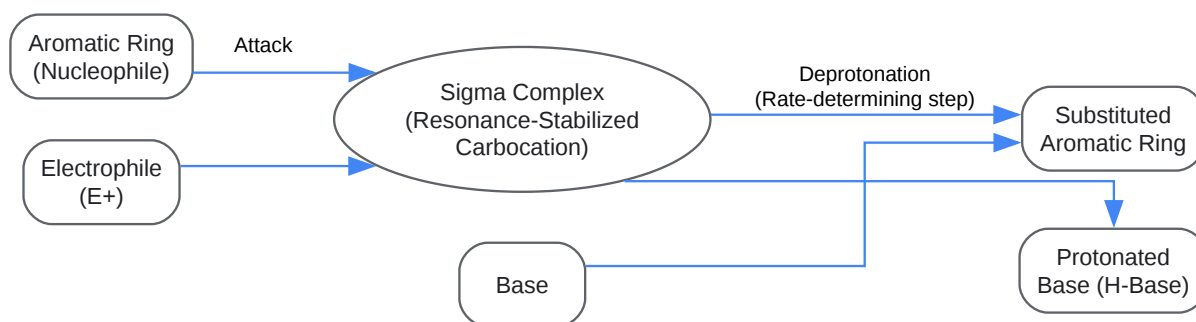 Aromatic Ring
(Nucleophile)
Attack
Electrophile
(E+)
Sigma Complex
(Resonance-Stabilized
Carbocation)
Deprotonation
(Rate-determining step)
Substituted
Aromatic Ring
Base
Protonated
Base (H-Base)